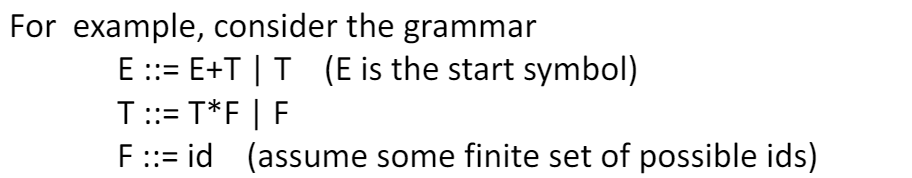 For example, consider the grammar
E ::= E+T | T (E is the start symbol)
T ::= T*F | F
F ::= id (assume some finite set of possible ids)